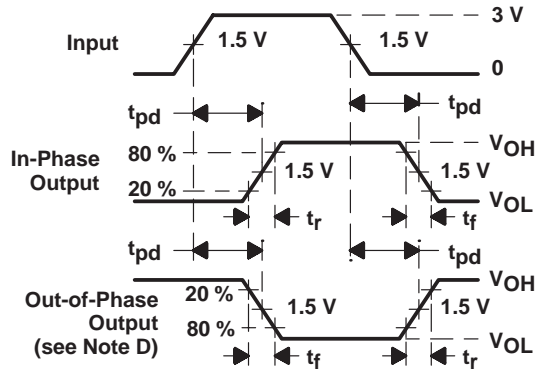 3 V
Input
1.5 V
1.5 V
0
tpd
tpd
80 %
VOH
In-Phase
Output
1.5 V
1.5 V
20 %
VOL
tr
tf
tpd
tpd
VOH
20 %
Out-of-Phase
Output
(see Note D)
1.5 V
1.5 V
80 %
VOL
tf
tr